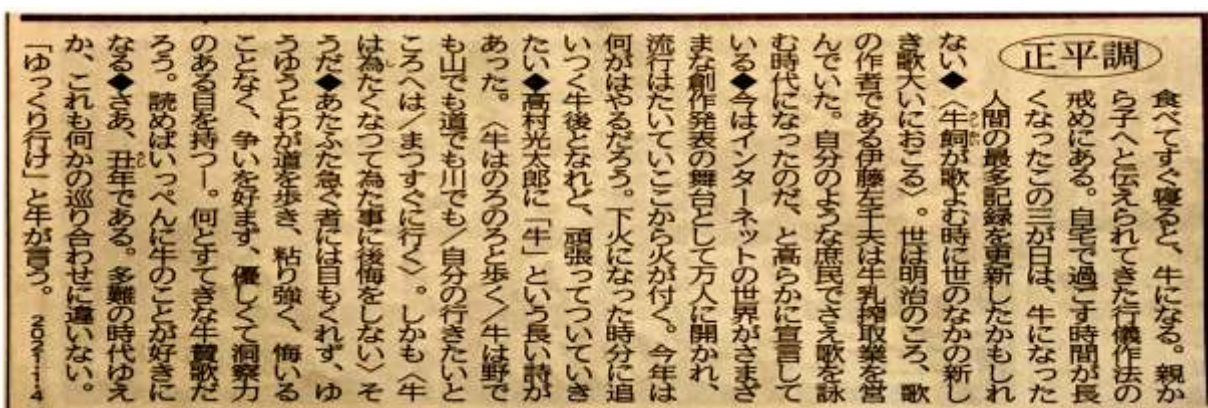 正平調
食べてすぐ寝ると、牛になる。親か
ら子へと伝えられてきた行儀作法の
戒めにある。自宅で過ごす時間が長
くなったこの三が日は、牛になった
人間の最多記録を更新したかもしれ
ない◆〈牛飼が歌よむ時に世のなかの新し
き歌大いにおこる〉。世は明治のころ、歌
の作者である伊藤左千夫は牛乳搾取業を営
んでいた。自分のような庶民でさえ歌を詠
む時代になったのだ、と高らかに宣言して
いる◆今はインターネットの世界がさまざ
まな創作発表の舞台として万人に開かれ、
流行はたいていここから火が付く。今年は
何がはやるだろう。下火になった時分に追
いつく牛後となれど、頑張ってついていき
たい◆高村光太郎に「牛」という長い詩が
あった。〈牛はのろのろと歩く/牛は野で
も山でも道でも川でも/自分の行きたいと
ころへは/まつすぐに行く〉。しかも〈牛
は為たくなつて為た事に後悔をしない〉そ
うだ◆あたふた急ぐ者には目もくれず、ゆ
うゆうとわが道を歩き、粘り強く、悔いる
ことなく、争いを好まず、優しくて洞察力
のある目を持つ―。何とすてきな牛賛歌だ
ろう。読めばいっぺんに牛のことが好きに
なる◆さあ、丑年である。多難の時代ゆえ
か、これも何かの巡り合わせに違いない。
「ゆっくり行け」と牛が言う。 2021・1・4